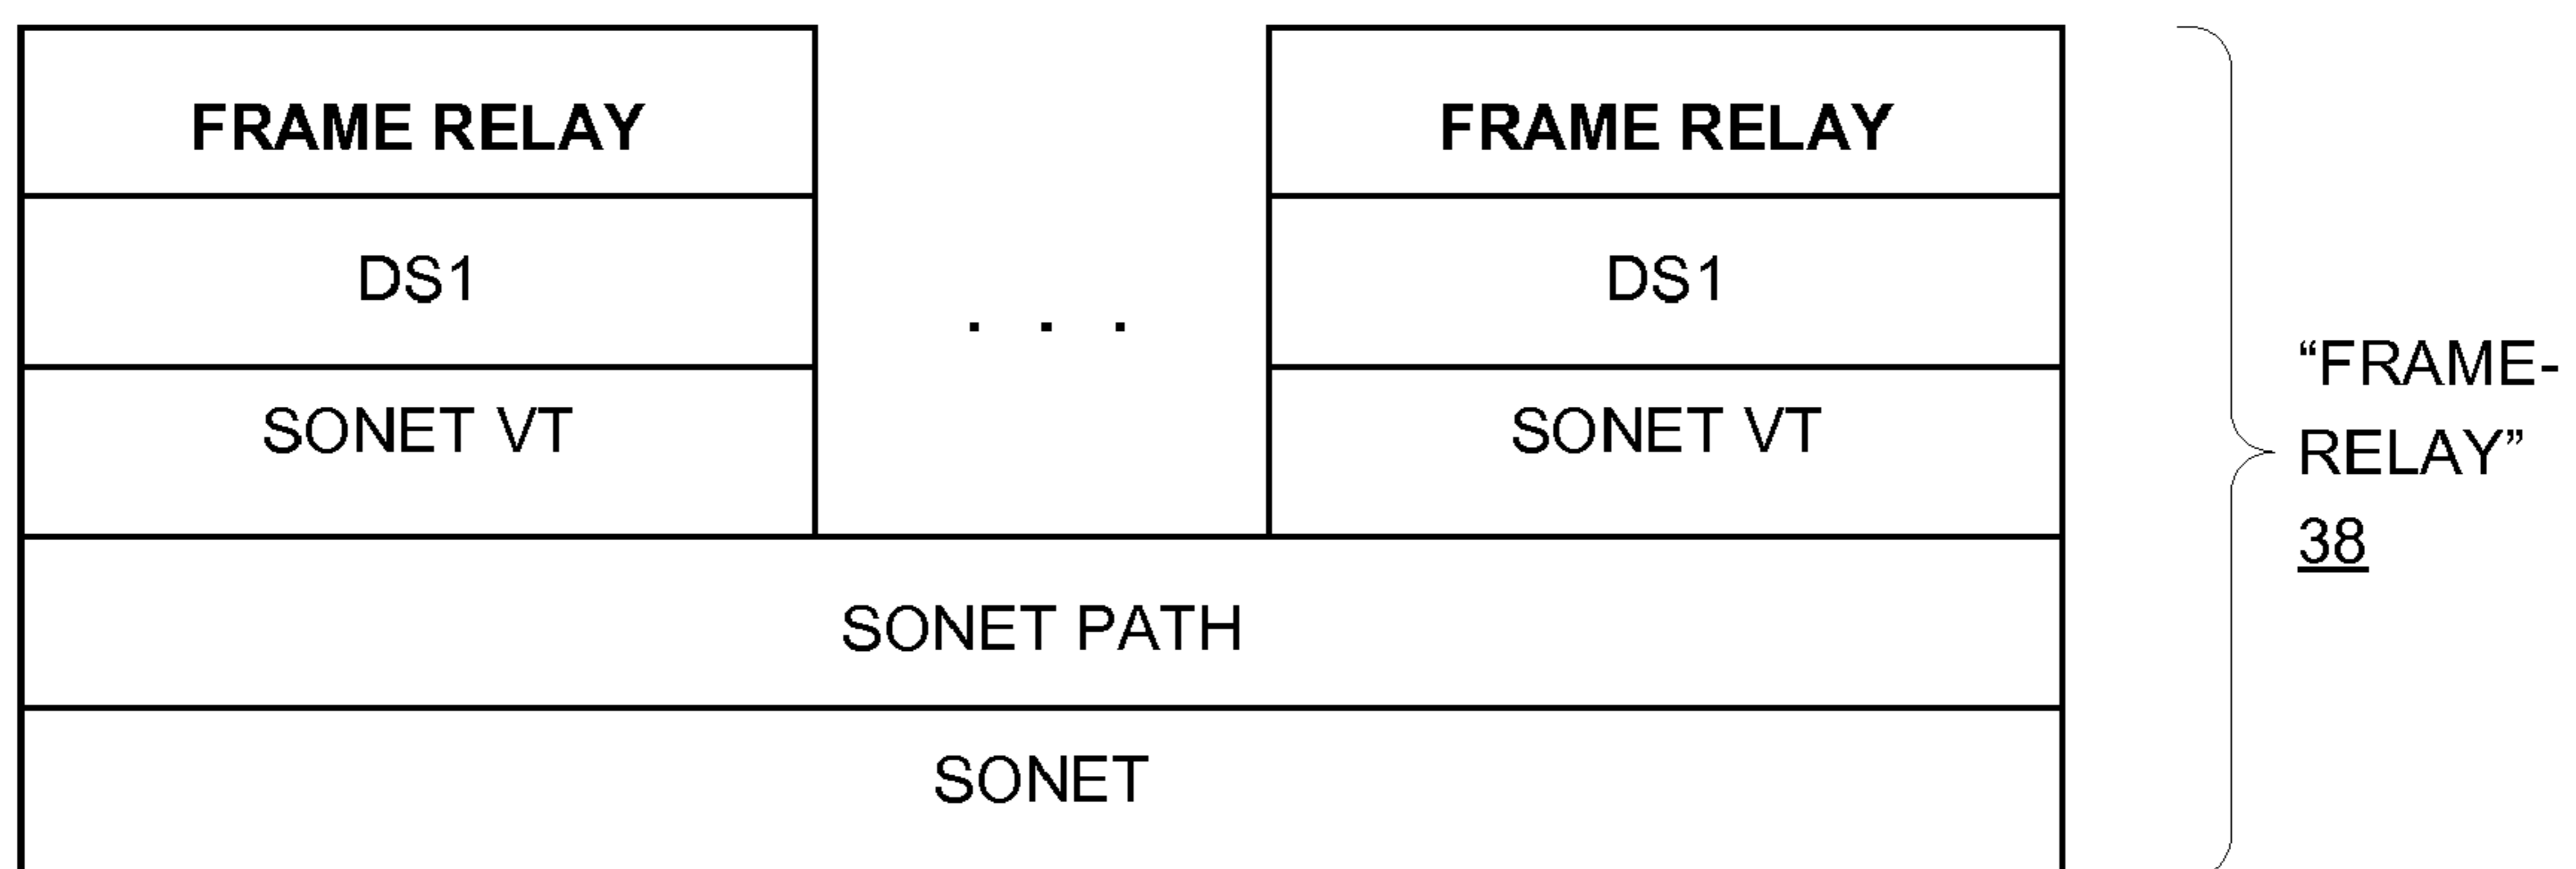 FRAME RELAY
FRAME RELAY
DS1
DS1
. . .
SONET VT
SONET VT
SONET PATH
SONET
“FRAME-
RELAY”
38